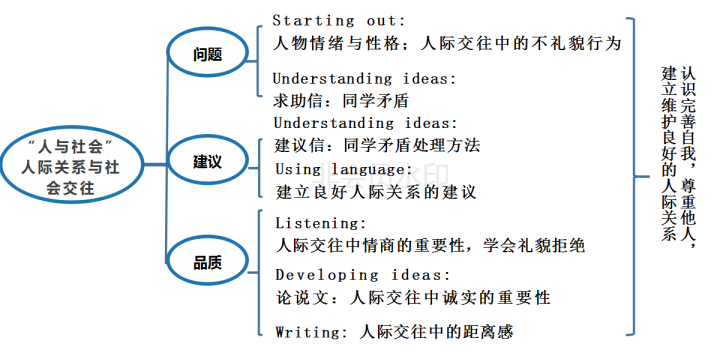 “人与社会”
人际关系与社
会交往
问题
Starting out:
人物情绪与性格；人际交往中的不礼貌行为
Understanding ideas:
求助信：同学矛盾
建议
Understanding ideas:
建议信：同学矛盾处理方法
Using language:
建立良好人际关系的建议
品质
Listening:
人际交往中情商的重要性，学会礼貌拒绝
Developing ideas:
论说文：人际交往中诚实的重要性
Writing: 人际交往中的距离感
认识完善自我，尊重他人，
建立维护良好的人际关系